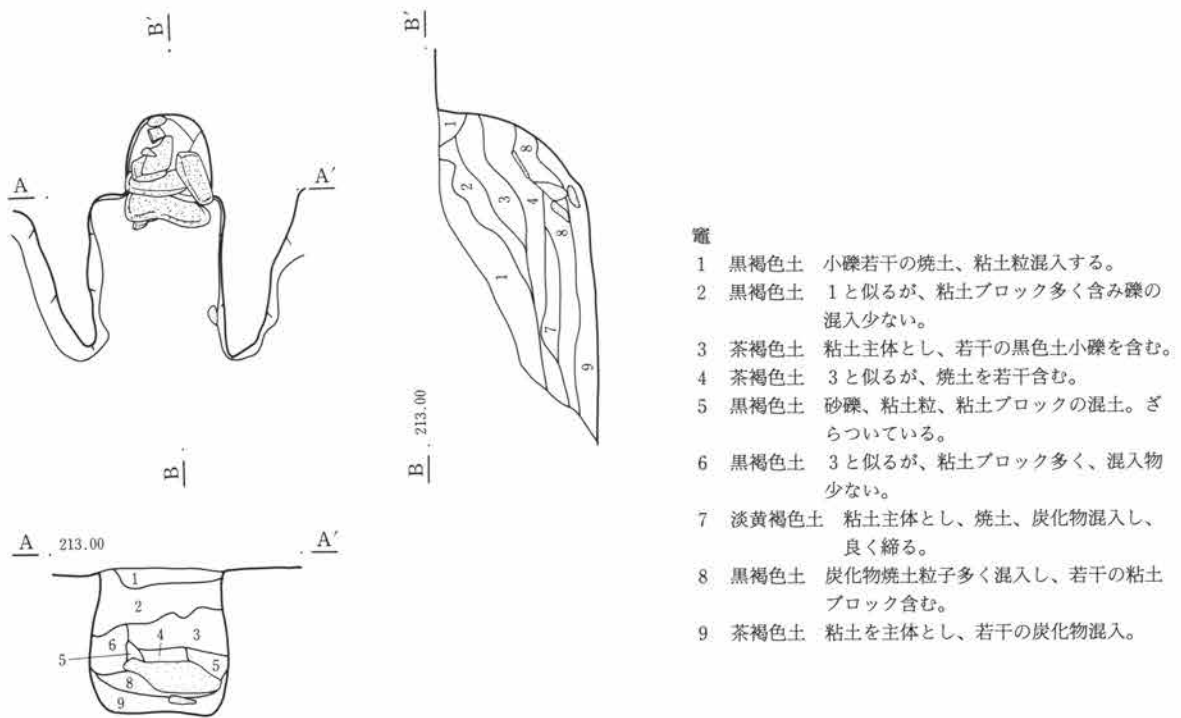 B'
B'
A
A'
B
B 213.00
A 213.00
A'
1
2
3
4
5
6
5
8
9
1
2
3
4
8
8
1
7
9
竈
1 黒褐色土 小礫若干の焼土、粘土粒混入する。
2 黒褐色土 1と似るが、粘土ブロック多く含み礫の
混入少ない。
3 茶褐色土 粘土主体とし、若干の黒色土小礫を含む。
4 茶褐色土 3と似るが、焼土を若干含む。
5 黒褐色土 砂礫、粘土粒、粘土ブロックの混土。ざ
らついている。
6 黒褐色土 3と似るが、粘土ブロック多く、混入物
少ない。
7 淡黄褐色土 粘土主体とし、焼土、炭化物混入し、
良く締る。
8 黒褐色土 炭化物焼土粒子多く混入し、若干の粘土
ブロック含む。
9 茶褐色土 粘土を主体とし、若干の炭化物混入。